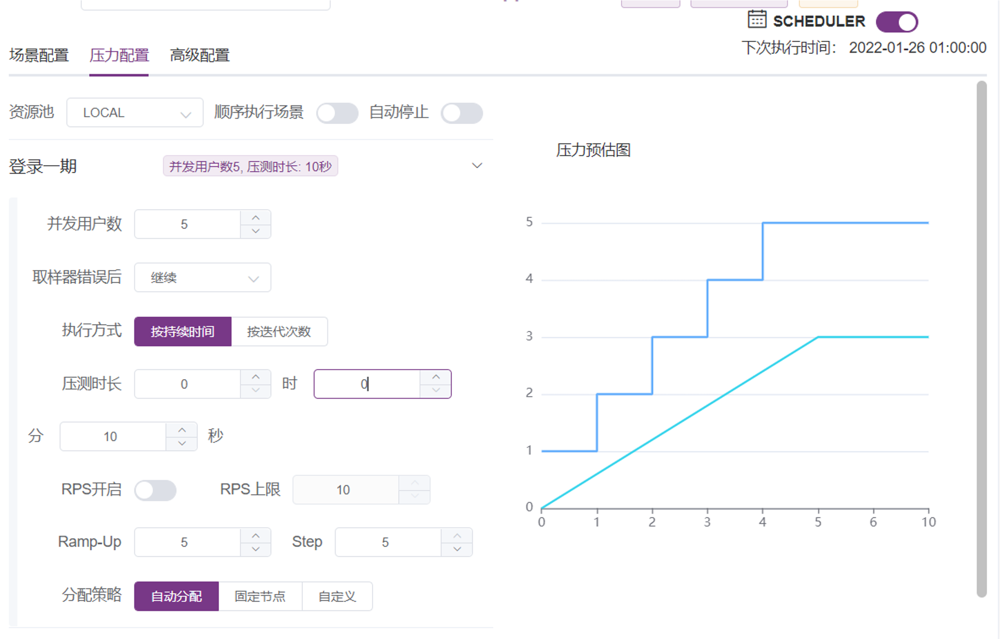 SCHEDULER
下次执行时间： 2022-01-26 01:00:00
场景配置 压力配置 高级配置
资源池 LOCAL 顺序执行场景 自动停止
登录一期 并发用户数5, 压测时长: 10秒
并发用户数 5
取样器错误后 继续
执行方式 按持续时间 按迭代次数
压测时长 0 时 0
分 10 秒
RPS开启 RPS上限 10
Ramp-Up 5 Step 5
分配策略 自动分配 固定节点 自定义
压力预估图
5
4
3
2
1
0
0 1 2 3 4 5 6 10